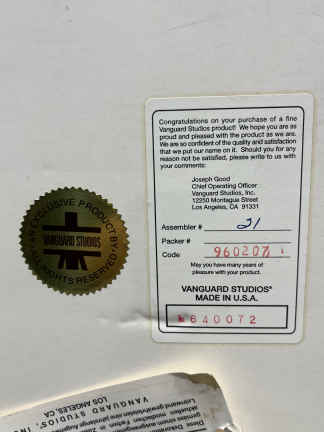 Congratulations on your purchase of a fine
Vanguard Studios product! We hope you are as
proud and pleased with the product as we are.
We are so confident of the quality and satisfaction
that we put our name on it. Should you for any
reason not be satisfied, please write to us with
your comments:
Joseph Good
Chief Operating Officer
Vanguard Studios, Inc.
12250 Montague Street
Los Angeles, CA 91331
Assembler # 21
Packer #
Code 960207
May you have many years of
pleasure with your product.
VANGUARD STUDIOS®
MADE IN U.S.A.
640072
EXCLUSIVE PRODUCT BY
VANGUARD STUDIOS
ALL RIGHTS RESERVED
VANGUARD STUDIOS, INC
LOS ANGELES, CA